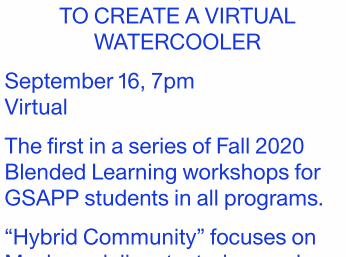 TO CREATE A VIRTUAL
WATERCOOLER
September 16, 7pm
Virtual
The first in a series of Fall 2020
Blended Learning workshops for
GSAPP students in all programs.
“Hybrid Community” focuses on